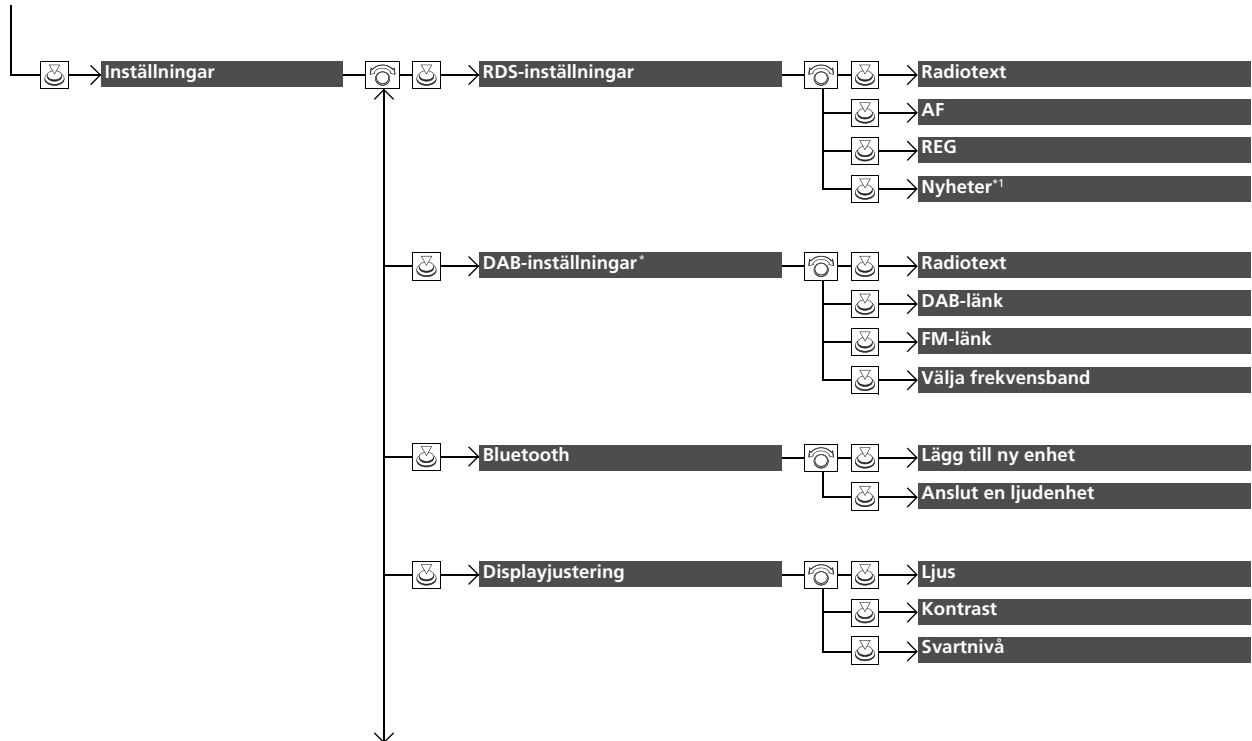 Inställningar
RDS-inställningar
Radiotext
AF
REG
Nyheter*1
DAB-inställningar*
Radiotext
DAB-länk
FM-länk
Välja frekvensband
Bluetooth
Lägg till ny enhet
Anslut en ljudenhet
Displayjustering
Ljus
Kontrast
Svartnivå